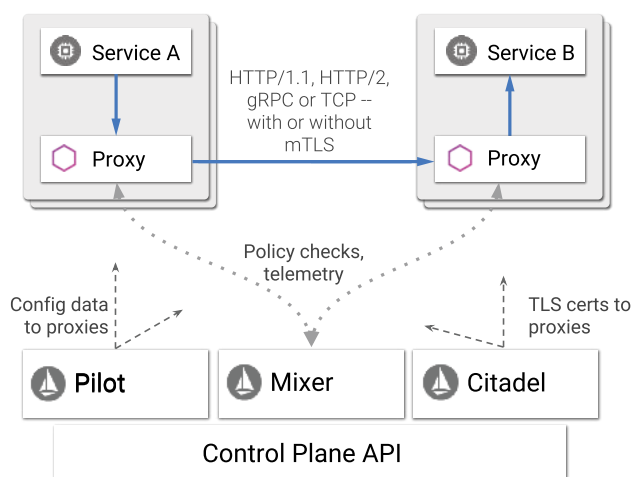 Service A
Service B
HTTP/1.1, HTTP/2,
gRPC or TCP --
with or without
mTLS
Proxy
Proxy
Policy checks,
telemetry
Config data
to proxies
TLS certs to
proxies
Pilot
Mixer
Citadel
Control Plane API